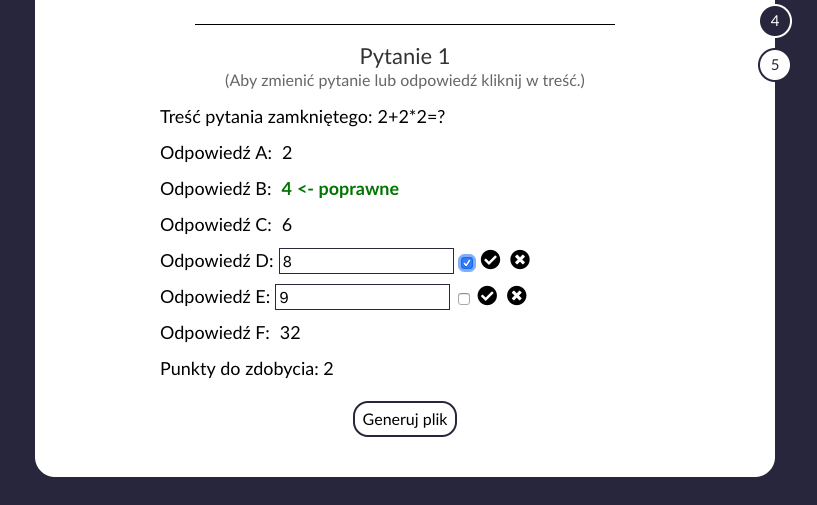 4
5
Pytanie 1
(Aby zmienić pytanie lub odpowiedź kliknij w treść.)
Treść pytania zamkniętego: 2+2*2=?
Odpowiedź A: 2
Odpowiedź B: 4 <- poprawne
Odpowiedź C: 6
Odpowiedź D: 8
Odpowiedź E: 9
Odpowiedź F: 32
Punkty do zdobycia: 2
Generuj plik